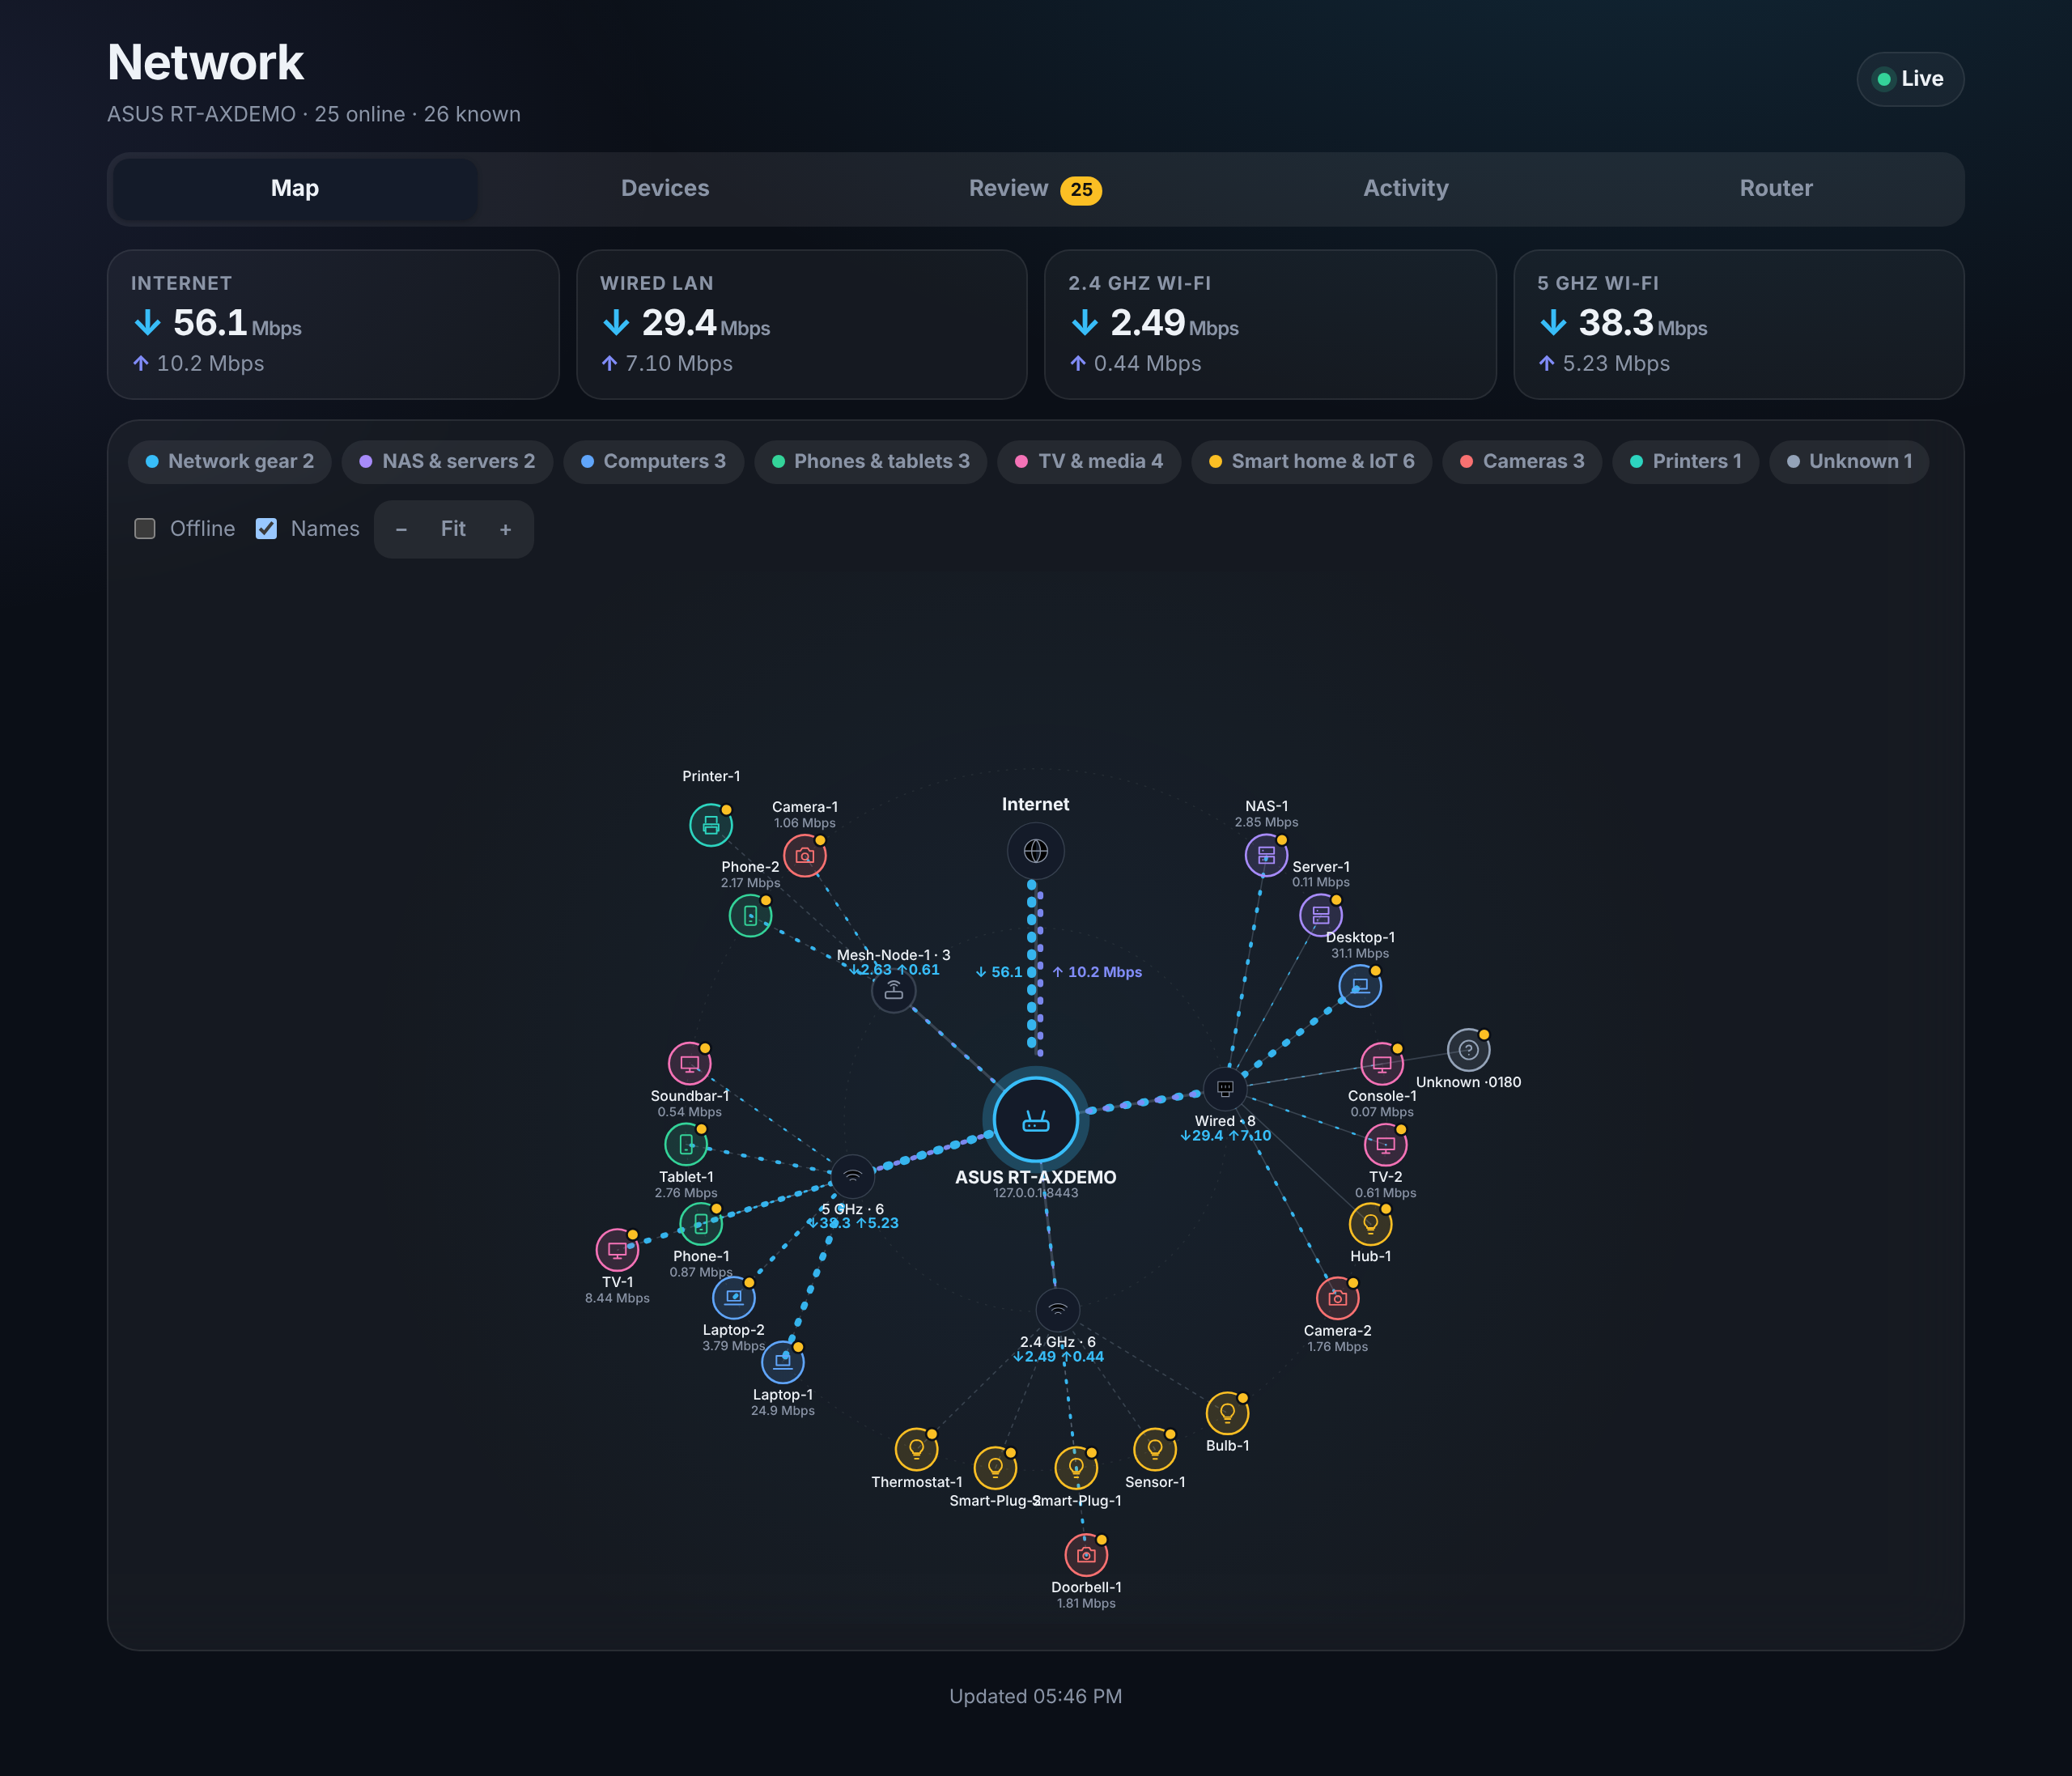 Network
ASUS RT-AXDEMO · 25 online · 26 known
Live
Map
Devices
Review 25
Activity
Router
INTERNET
↓ 56.1 Mbps
↑ 10.2 Mbps
WIRED LAN
↓ 29.4 Mbps
↑ 7.10 Mbps
2.4 GHZ WI-FI
↓ 2.49 Mbps
↑ 0.44 Mbps
5 GHZ WI-FI
↓ 38.3 Mbps
↑ 5.23 Mbps
Network gear 2
NAS & servers 2
Computers 3
Phones & tablets 3
TV & media 4
Smart home & IoT 6
Cameras 3
Printers 1
Unknown 1
Offline
Names
− Fit +
Printer-1
Camera-1
1.06 Mbps
Phone-2
2.17 Mbps
Internet
NAS-1
2.85 Mbps
Server-1
0.11 Mbps
Desktop-1
31.1 Mbps
Mesh-Node-1 · 3
↓2.63 ↑0.61
↓ 56.1
↑ 10.2 Mbps
Soundbar-1
0.54 Mbps
Console-1
0.07 Mbps
Unknown ·0180
Wired · 8
↓29.4 ↑7.10
Tablet-1
2.76 Mbps
ASUS RT-AXDEMO
127.0.0.1:8443
TV-2
0.61 Mbps
5 GHz · 6
↓38.3 ↑5.23
Phone-1
0.87 Mbps
Hub-1
TV-1
8.44 Mbps
Laptop-2
3.79 Mbps
2.4 GHz · 6
↓2.49 ↑0.44
Camera-2
1.76 Mbps
Laptop-1
24.9 Mbps
Bulb-1
Thermostat-1
Sensor-1
Smart-Plug-2
Smart-Plug-1
Doorbell-1
1.81 Mbps
Updated 05:46 PM